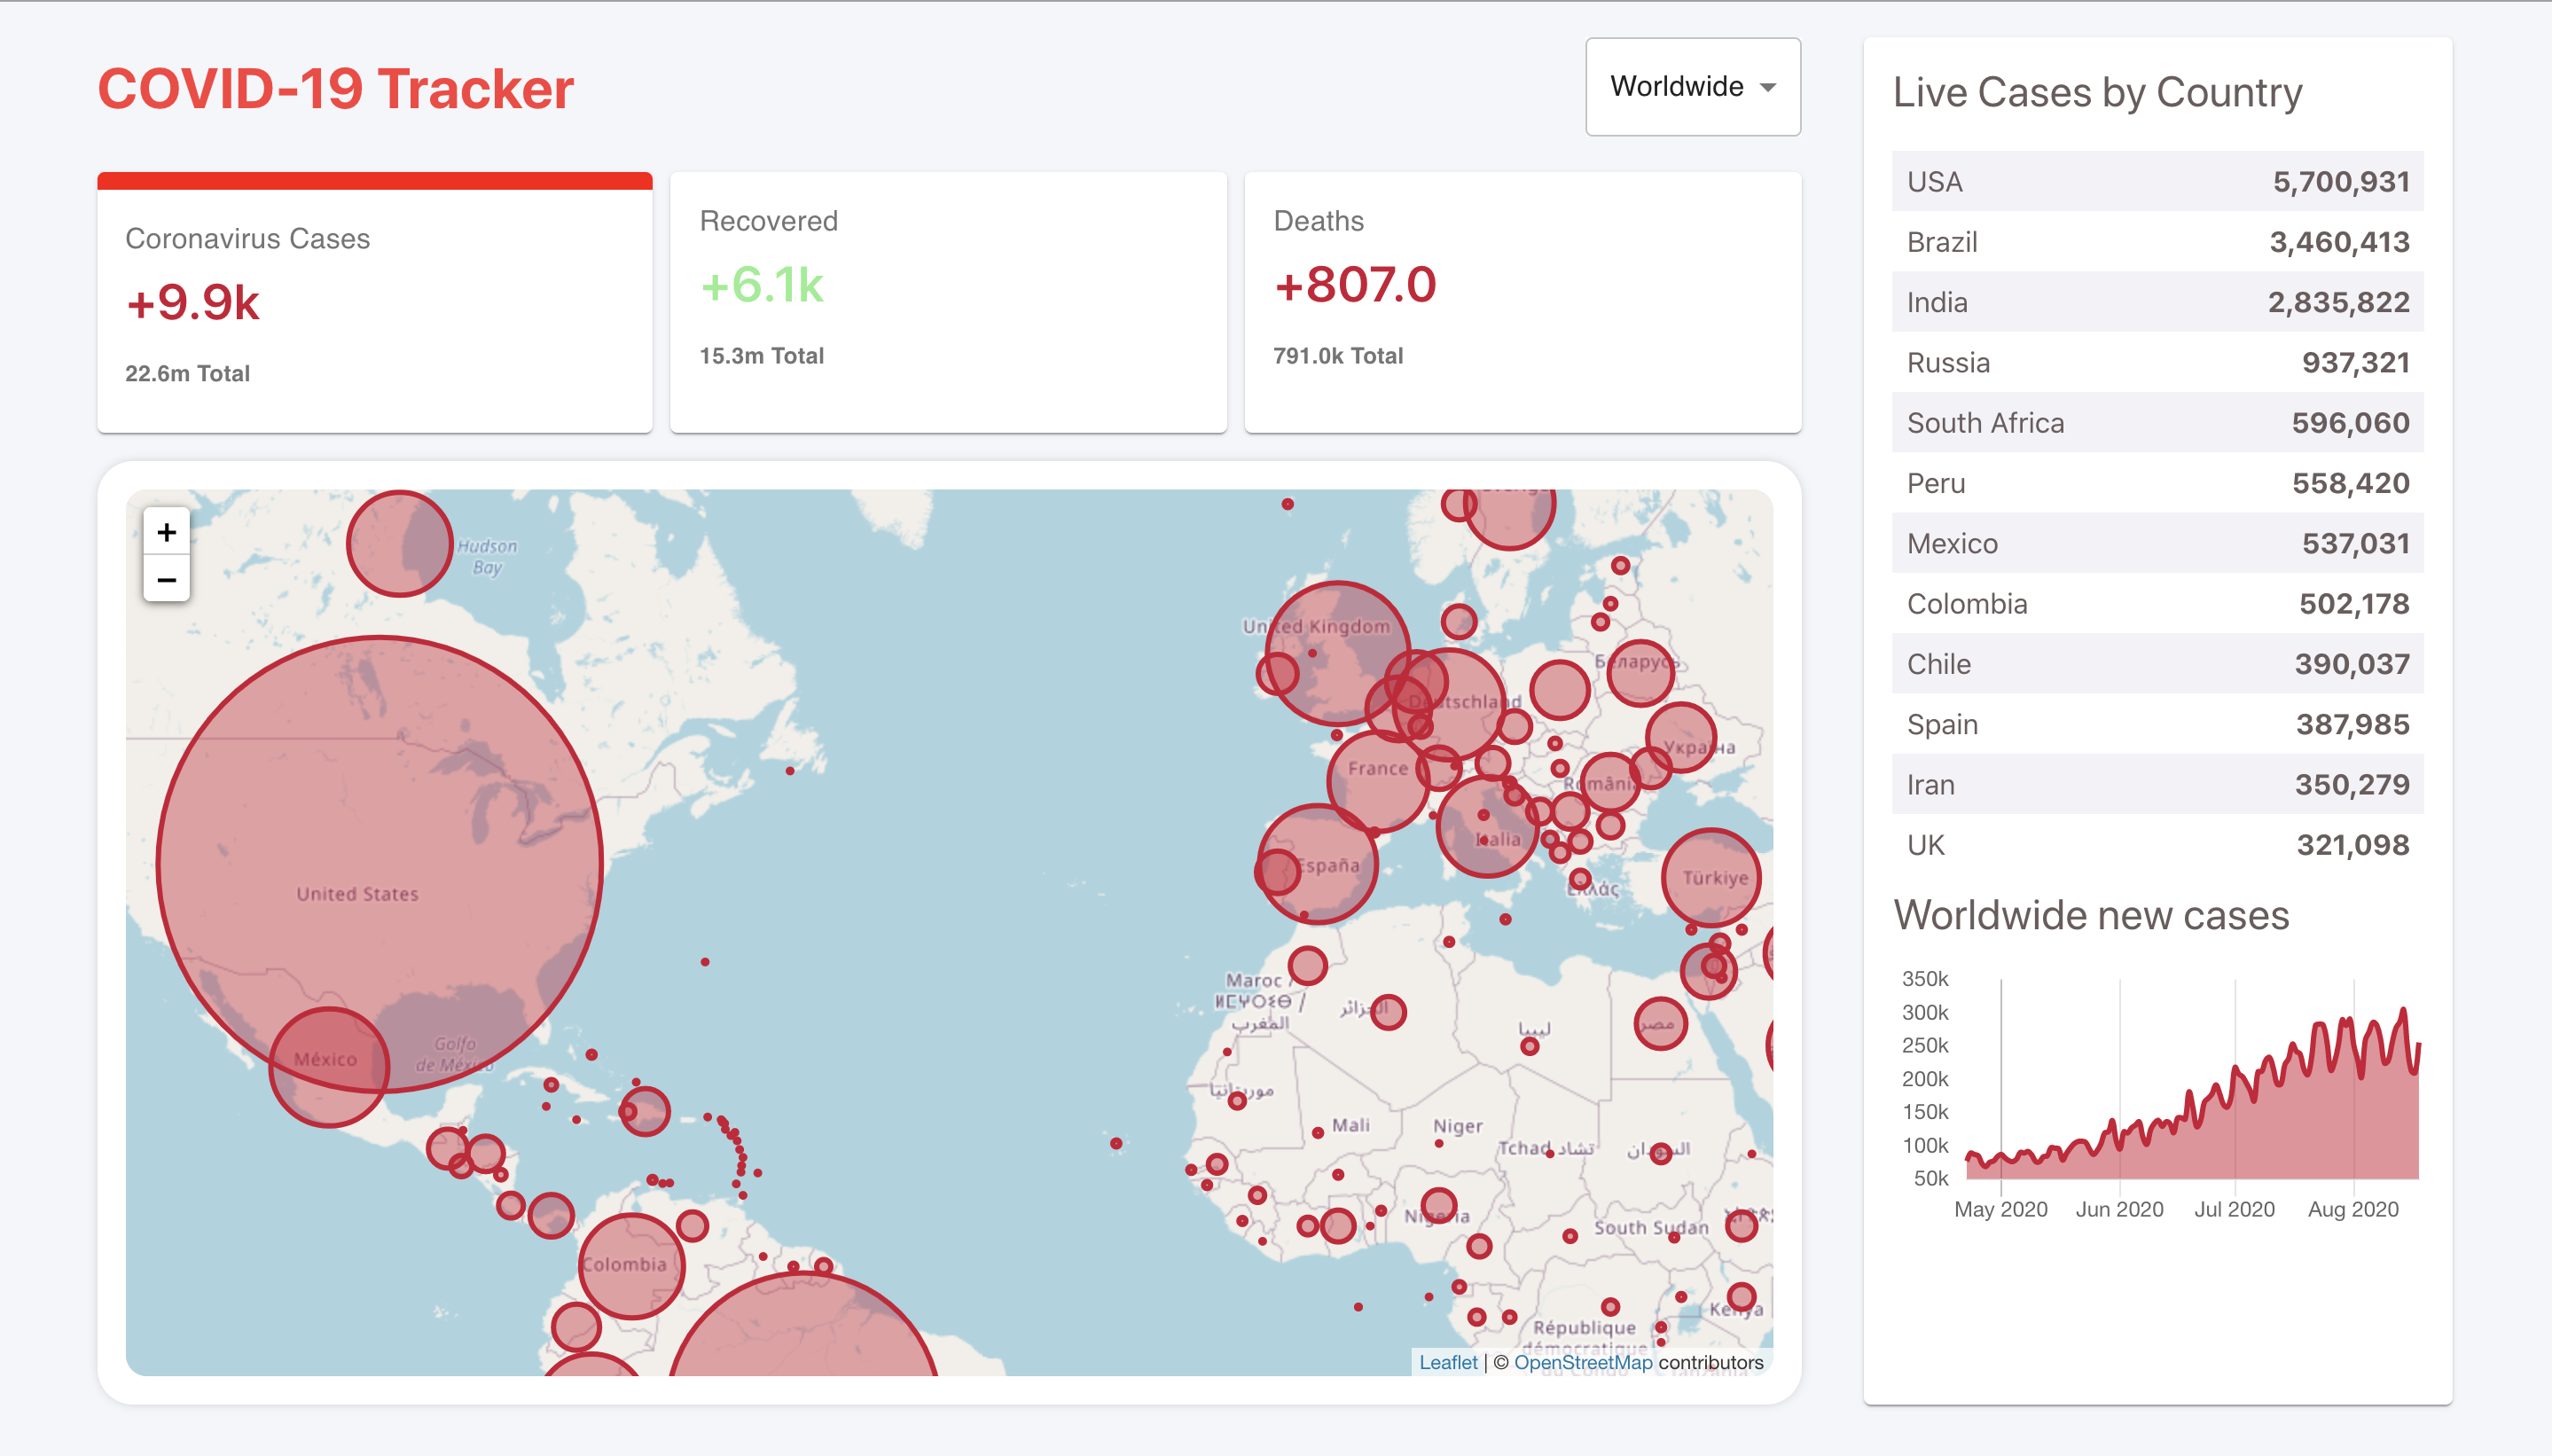 COVID-19 Tracker
Worldwide
Coronavirus Cases
+9.9k
22.6m Total
Recovered
+6.1k
15.3m Total
Deaths
+807.0
791.0k Total
+
−
Hudson
Bay
United Kingdom
Беларусь
Deutschland
Україна
France
România
Italia
España
Türkiye
Ελλάς
United States
Maroc /
ⵍⵎⵖⵔⵉⴱ /
المغرب
الجزائر
ليبيا
مصر
Golfo
de México
México
موريتانيا
Mali
Niger
Tchad تشاد
السودان
Nigeria
South Sudan
Colombia
Kenya
République
démocratique
du Congo
Tanzania
Leaflet | © OpenStreetMap contributors
Live Cases by Country
USA 5,700,931
Brazil 3,460,413
India 2,835,822
Russia 937,321
South Africa 596,060
Peru 558,420
Mexico 537,031
Colombia 502,178
Chile 390,037
Spain 387,985
Iran 350,279
UK 321,098
Worldwide new cases
350k
300k
250k
200k
150k
100k
50k
May 2020 Jun 2020 Jul 2020 Aug 2020